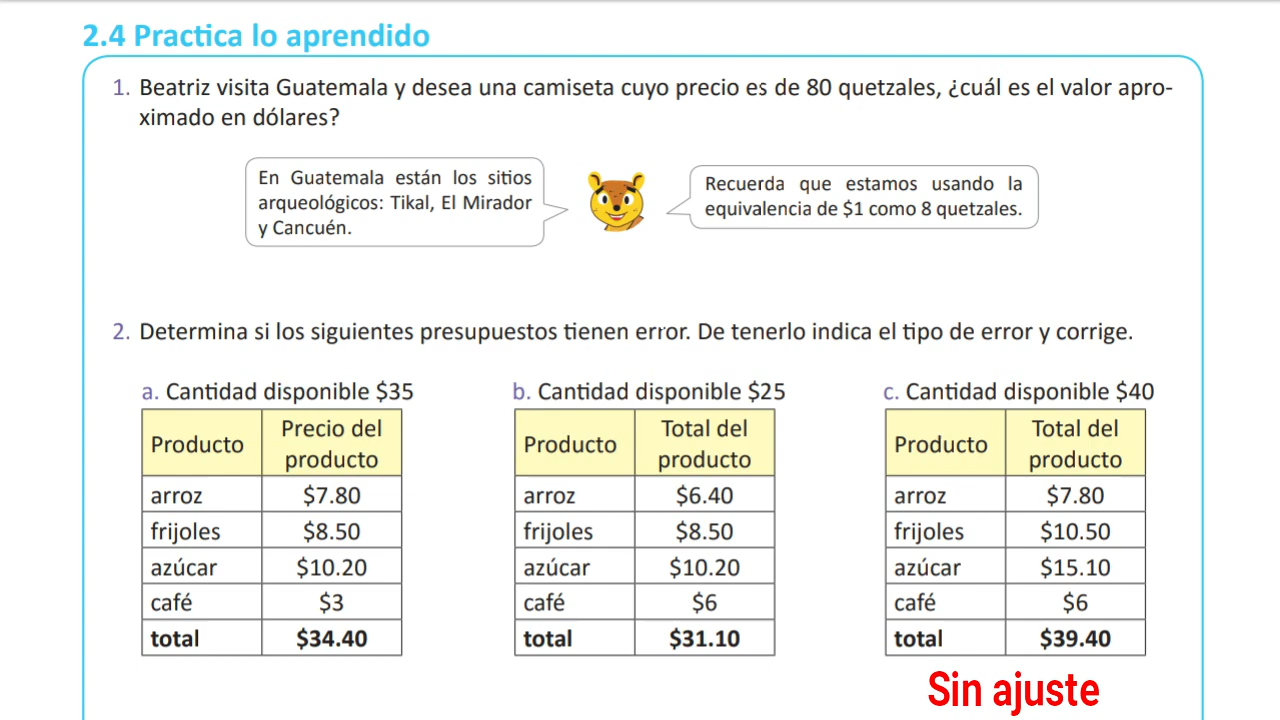 2.4 Practica lo aprendido
1. Beatriz visita Guatemala y desea una camiseta cuyo precio es de 80 quetzales, ¿cuál es el valor apro-
ximado en dólares?
En Guatemala están los sitios
arqueológicos: Tikal, El Mirador
y Cancuén.
Recuerda que estamos usando la
equivalencia de $1 como 8 quetzales.
2. Determina si los siguientes presupuestos tienen error. De tenerlo indica el tipo de error y corrige.
a. Cantidad disponible $35
Producto Precio del producto
arroz $7.80
frijoles $8.50
azúcar $10.20
café $3
total $34.40
b. Cantidad disponible $25
Producto Total del producto
arroz $6.40
frijoles $8.50
azúcar $10.20
café $6
total $31.10
c. Cantidad disponible $40
Producto Total del producto
arroz $7.80
frijoles $10.50
azúcar $15.10
café $6
total $39.40
Sin ajuste